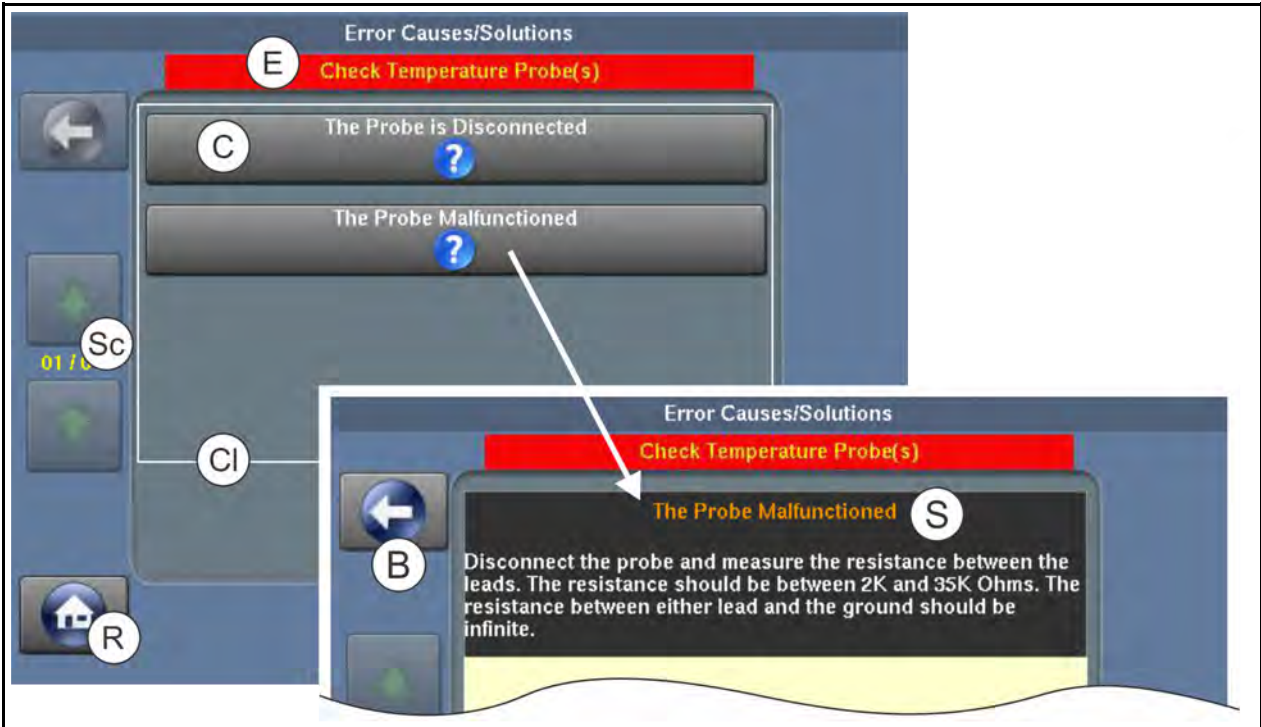 Error Causes/Solutions
E
Check Temperature Probe(s)
C
The Probe is Disconnected
?
The Probe Malfunctioned
?
Sc
01 /
Cl
R
Error Causes/Solutions
Check Temperature Probe(s)
The Probe Malfunctioned
S
B
Disconnect the probe and measure the resistance between the
leads. The resistance should be between 2K and 35K Ohms. The
resistance between either lead and the ground should be
infinite.